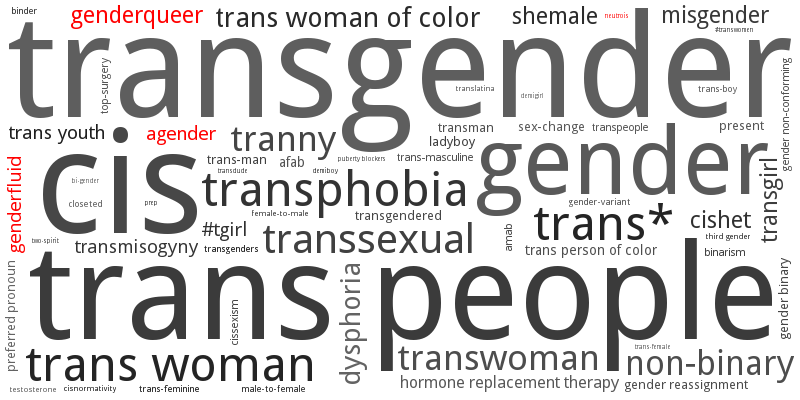 binder
genderqueer
trans woman of color
shemale
neutrois
misgender
#transwomen
transgender
top-surgery
translatina
demigirl
trans-boy
gender non-conforming
trans youth
agender
tranny
transman
sex-change
transpeople
present
ladyboy
cis
gender
trans-man
afab
puberty blockers
trans-masculine
transdude
demiboy
genderfluid
bi-gender
transphobia
transgirl
closeted
prep
gender-variant
female-to-male
transgendered
trans*
cishet
#tgirl
two-spirit
transmisogyny
transgenders
transsexual
amab
third gender
trans person of color
binarism
trans people
preferred pronoun
cissexism
dysphoria
gender binary
trans woman
transwoman
trans-female
non-binary
testosterone
cisnormativity
trans-feminine
male-to-female
hormone replacement therapy
gender reassignment